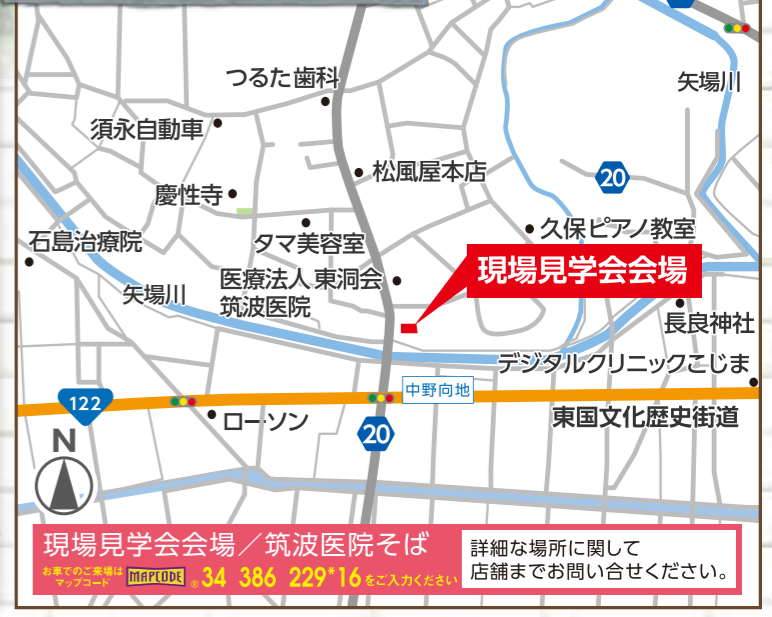 つるた歯科
矢場川
須永自動車
松風屋本店
20
慶性寺
久保ピアノ教室
石島治療院
タマ美容室
現場見学会会場
医療法人 東洞会
筑波医院
矢場川
長良神社
デジタルクリニックこじま
中野向地
122
ローソン
20
東国文化歴史街道
N
現場見学会会場／筑波医院そば
お車でのご来場は
マップコード
MAPCODE
® 34 386 229*16 をご入力ください
詳細な場所に関して
店舗までお問い合せください。